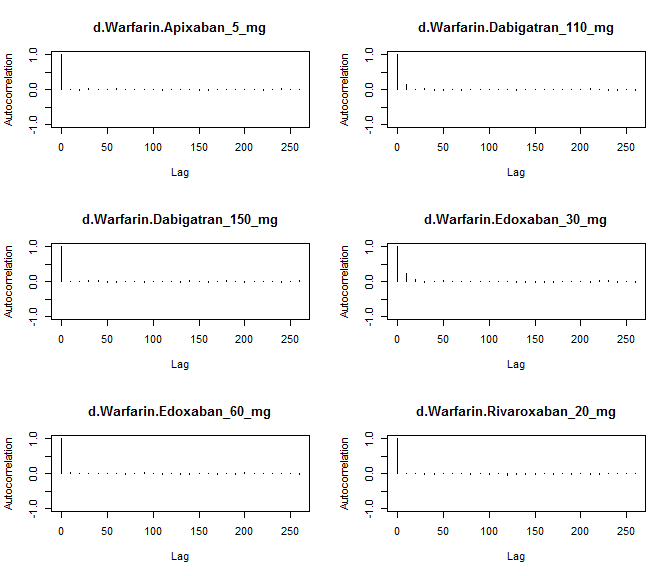 d.Warfarin.Apixaban_5_mg
Autocorrelation
1.0
0.0
-1.0
0 50 100 150 200 250
Lag
d.Warfarin.Dabigatran_110_mg
Autocorrelation
1.0
0.0
-1.0
0 50 100 150 200 250
Lag
d.Warfarin.Dabigatran_150_mg
Autocorrelation
1.0
0.0
-1.0
0 50 100 150 200 250
Lag
d.Warfarin.Edoxaban_30_mg
Autocorrelation
1.0
0.0
-1.0
0 50 100 150 200 250
Lag
d.Warfarin.Edoxaban_60_mg
Autocorrelation
1.0
0.0
-1.0
0 50 100 150 200 250
Lag
d.Warfarin.Rivaroxaban_20_mg
Autocorrelation
1.0
0.0
-1.0
0 50 100 150 200 250
Lag